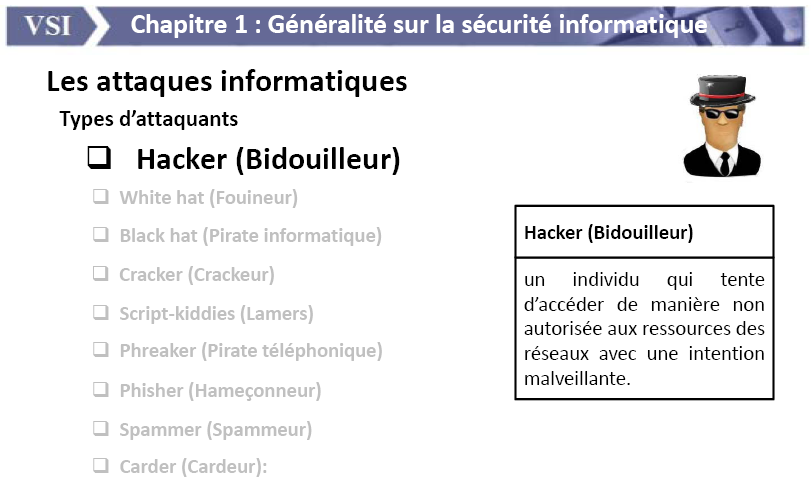 VSI
Chapitre 1 : Généralité sur la sécurité informatique
Les attaques informatiques
Types d’attaquants
Hacker (Bidouilleur)
White hat (Fouineur)
Black hat (Pirate informatique)
Cracker (Crackeur)
Script-kiddies (Lamers)
Phreaker (Pirate téléphonique)
Phisher (Hameçonneur)
Spammer (Spammeur)
Carder (Cardeur):
Hacker (Bidouilleur)
un individu qui tente
d’accéder de manière non
autorisée aux ressources des
réseaux avec une intention
malveillante.